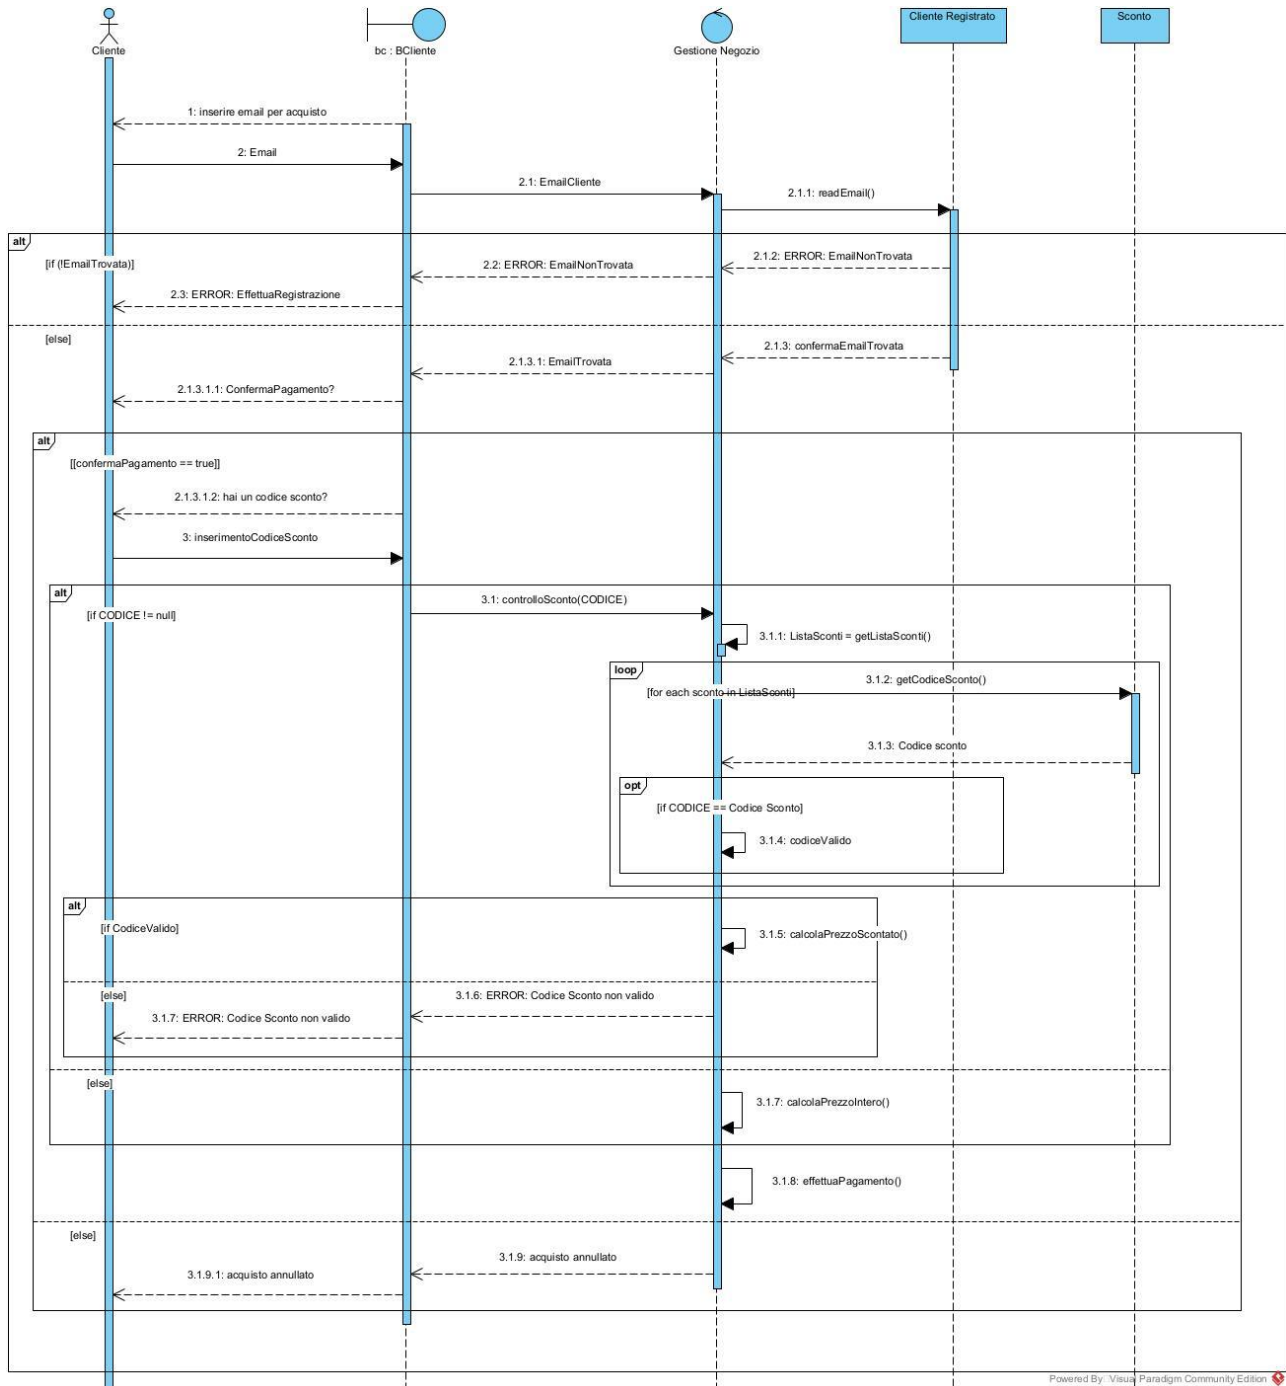 Cliente
bc : BCliente
Gestione Negozio
Cliente Registrato
Sconto
1: inserire email per acquisto
2: Email
2.1: EmailCliente
2.1.1: readEmail()
alt
[if (!EmailTrovata)]
2.1.2: ERROR: EmailNonTrovata
2.2: ERROR: EmailNonTrovata
2.3: ERROR: EffettuaRegistrazione
[else]
2.1.3: confermaEmailTrovata
2.1.3.1: EmailTrovata
2.1.3.1.1: ConfermaPagamento?
alt
[[confermaPagamento == true]]
2.1.3.1.2: hai un codice sconto?
3: inserimentoCodiceSconto
alt
[if CODICE != null]
3.1: controlloSconto(CODICE)
3.1.1: ListaSconti = getListaSconti()
loop
[for each sconto in ListaSconti]
3.1.2: getCodiceSconto()
3.1.3: Codice sconto
opt
[if CODICE == Codice Sconto]
3.1.4: codiceValido
alt
[if CodiceValido]
3.1.5: calcolaPrezzoScontato()
[else]
3.1.6: ERROR: Codice Sconto non valido
3.1.7: ERROR: Codice Sconto non valido
[else]
3.1.7: calcolaPrezzoIntero()
3.1.8: effettuaPagamento()
[else]
3.1.9: acquisto annullato
3.1.9.1: acquisto annullato
Powered By: Visual Paradigm Community Edition